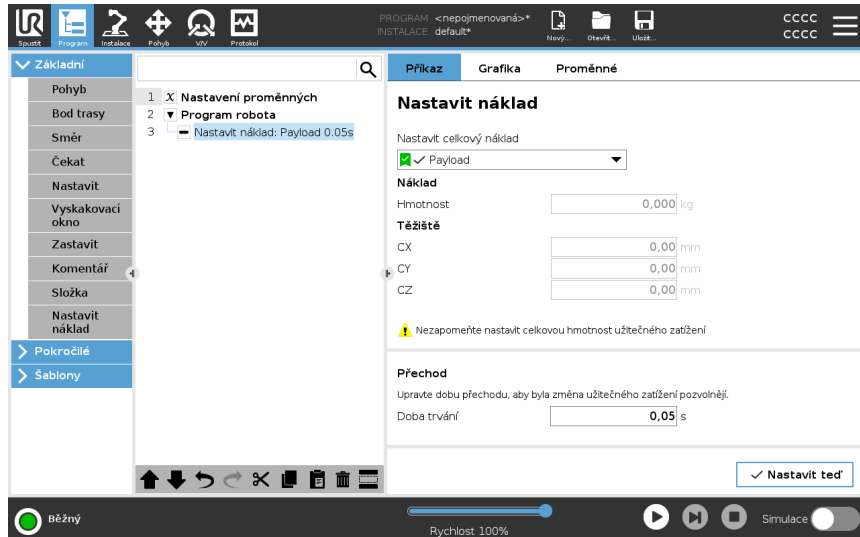 UR
PROGRAM <nepojmenovaná>*
INSTALACE default*
cccc
cccc
Spustit Program Instalace Pohyb V/V Protokol Nový... Otevřít... Uložit...
Základní
Pohyb
Bod trasy
Směr
Čekat
Nastavit
Vyskakovací
okno
Zastavit
Komentář
Složka
Nastavit
náklad
Pokročilé
Šablony
1 X Nastavení proměnných
2 Program robota
3 Nastavit náklad: Payload 0.05s
Příkaz Grafika Proměnné
Nastavit náklad
Nastavit celkový náklad
Payload
Náklad
Hmotnost 0,000 kg
Těžiště
CX 0,00 mm
CY 0,00 mm
CZ 0,00 mm
Nezapomeňte nastavit celkovou hmotnost užitečného zatížení
Přechod
Upravte dobu přechodu, aby byla změna užitečného zatížení pozvolnějí.
Doba trvání 0,05 s
Nastavit teď
Běžný
Rychlost 100%
Simulace